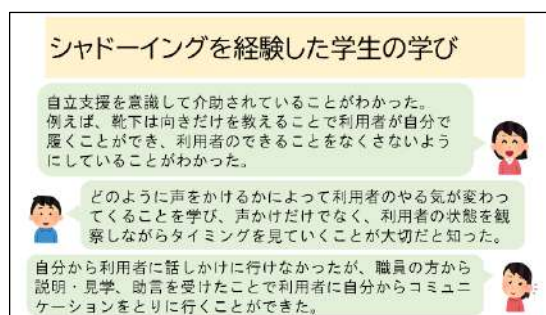 シャドーイングを経験した学生の学び
自立支援を意識して介助されていることがわかった。
例えば、靴下は向きだけを教えることで利用者が自分で
履くことができ、利用者のできることをなくさないよう
にしていることがわかった。
どのように声をかけるかによって利用者のやる気が変わ
ってくることを学び、声かけだけでなく、利用者の状態を観
察しながらタイミングを見ていくことが大切だと知った。
自分から利用者に話しかけに行けなかったが、職員の方から
説明・見学、助言を受けたことで利用者に自分からコミュニ
ケーションをとりに行くことができた。